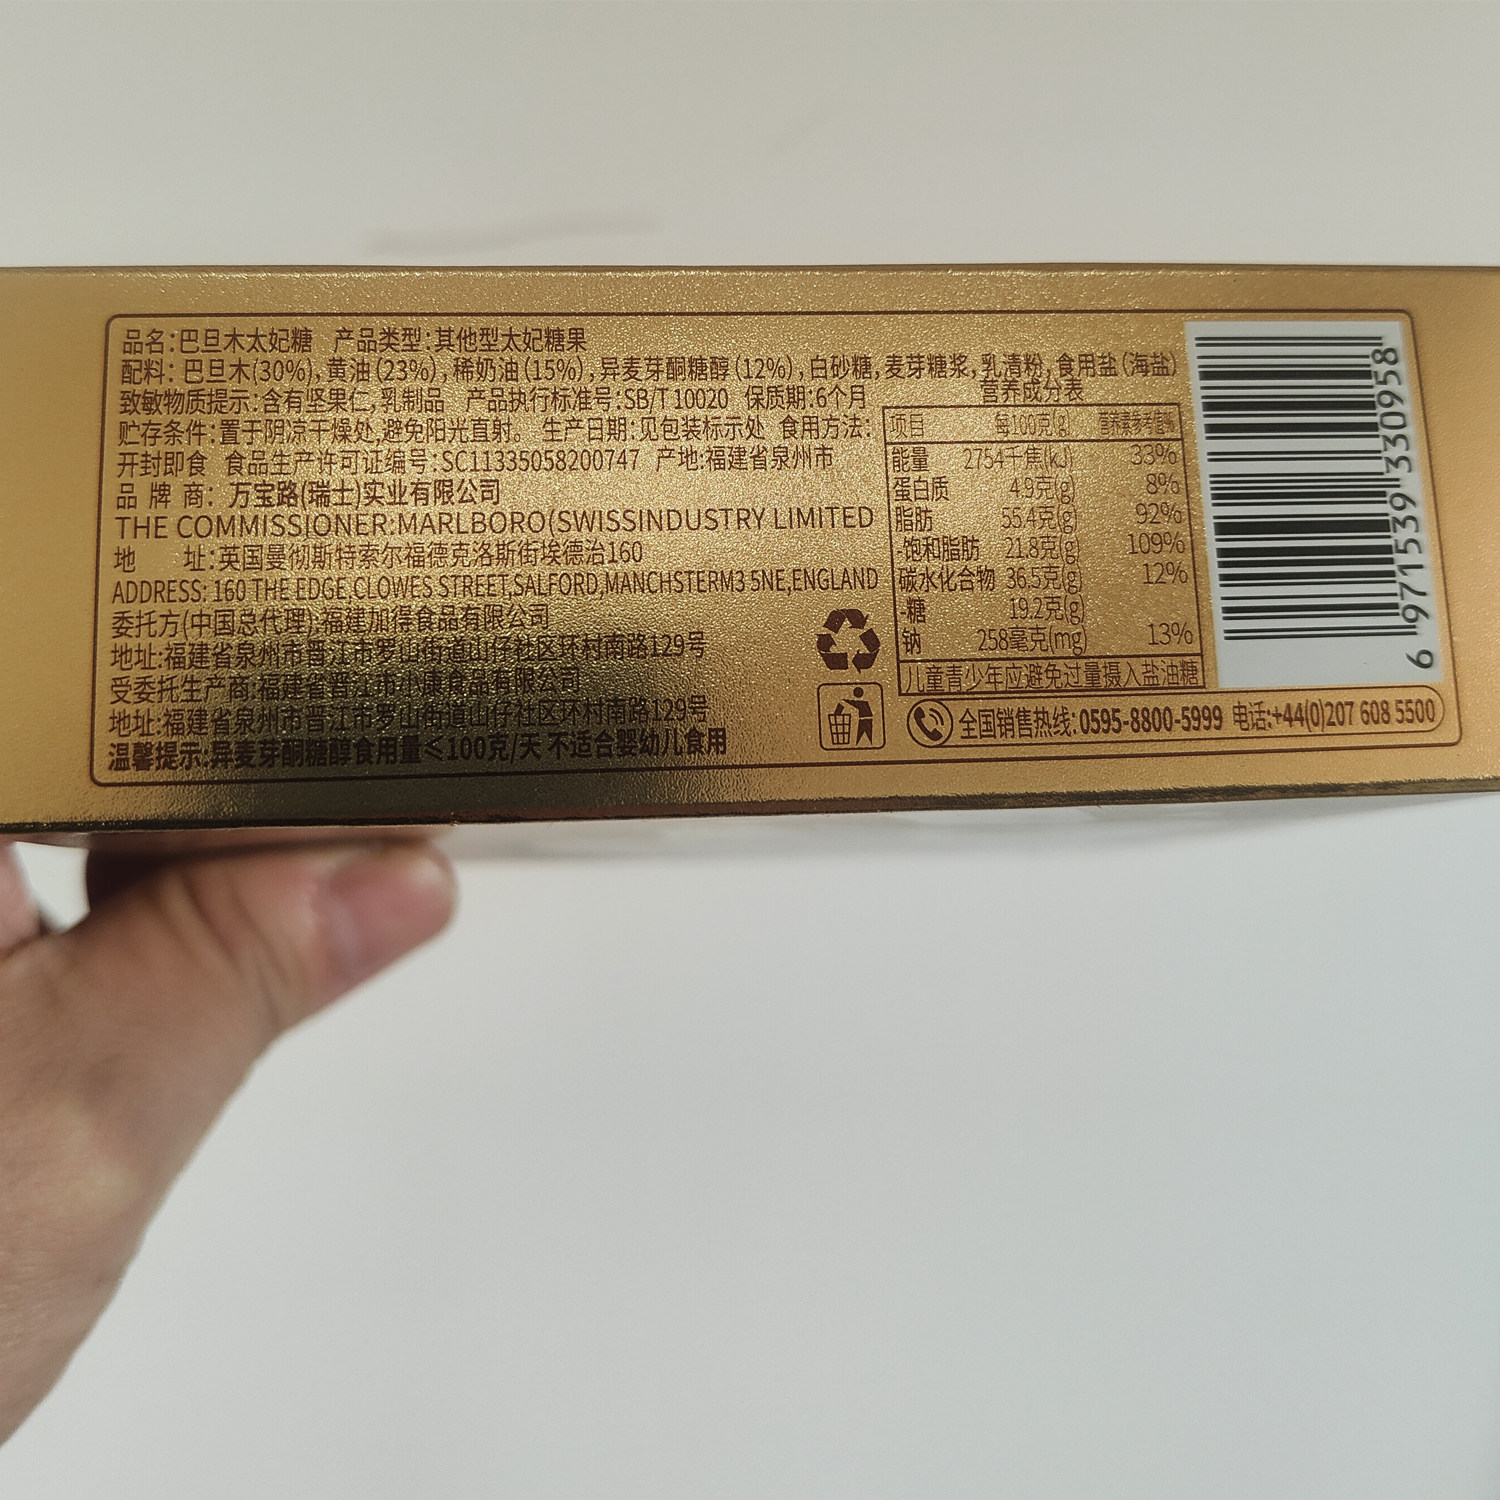 品名:巴旦木太妃糖 产品类型:其他型太妃糖果
配料: 巴旦木(30%),黄油(23%),稀奶油(15%),异麦芽酮糖醇(12%),白砂糖,麦芽糖浆,乳清粉,食用盐(海盐)
致敏物质提示:含有坚果仁,乳制品 产品执行标准号:SB/T 10020 保质期:6个月
贮存条件:置于阴凉干燥处,避免阳光直射。 生产日期:见包装标示处 食用方法:
开封即食 食品生产许可证编号:SC11335058200747 产地:福建省泉州市
品 牌 商: 万宝路(瑞士)实业有限公司
THE COMMISSIONER:MARLBORO(SWISSINDUSTRY LIMITED
地 址:英国曼彻斯特索尔福德克洛斯街埃德治160
ADDRESS: 160 THE EDGE,CLOWES STREET,SALFORD,MANCHSTERM3 5NE,ENGLAND
委托方(中国总代理):福建加得食品有限公司
地址:福建省泉州市晋江市罗山街道山仔社区环村南路129号
受委托生产商:福建省晋江市小康食品有限公司
地址:福建省泉州市晋江市罗山街道山仔社区环村南路129号
温馨提示:异麦芽酮糖醇食用量≤100克/天 不适合婴幼儿食用
营养成分表
项目 每100克(g) 营养素参考值%
能量 2754千焦(kJ) 33%
蛋白质 4.9克(g) 8%
脂肪 55.4克(g) 92%
-饱和脂肪 21.8克(g) 109%
碳水化合物 36.5克(g) 12%
-糖 19.2克(g)
钠 258毫克(mg) 13%
儿童青少年应避免过量摄入盐油糖
全国销售热线:0595-8800-5999 电话:+44(0)207 608 5500
6 971539 330958